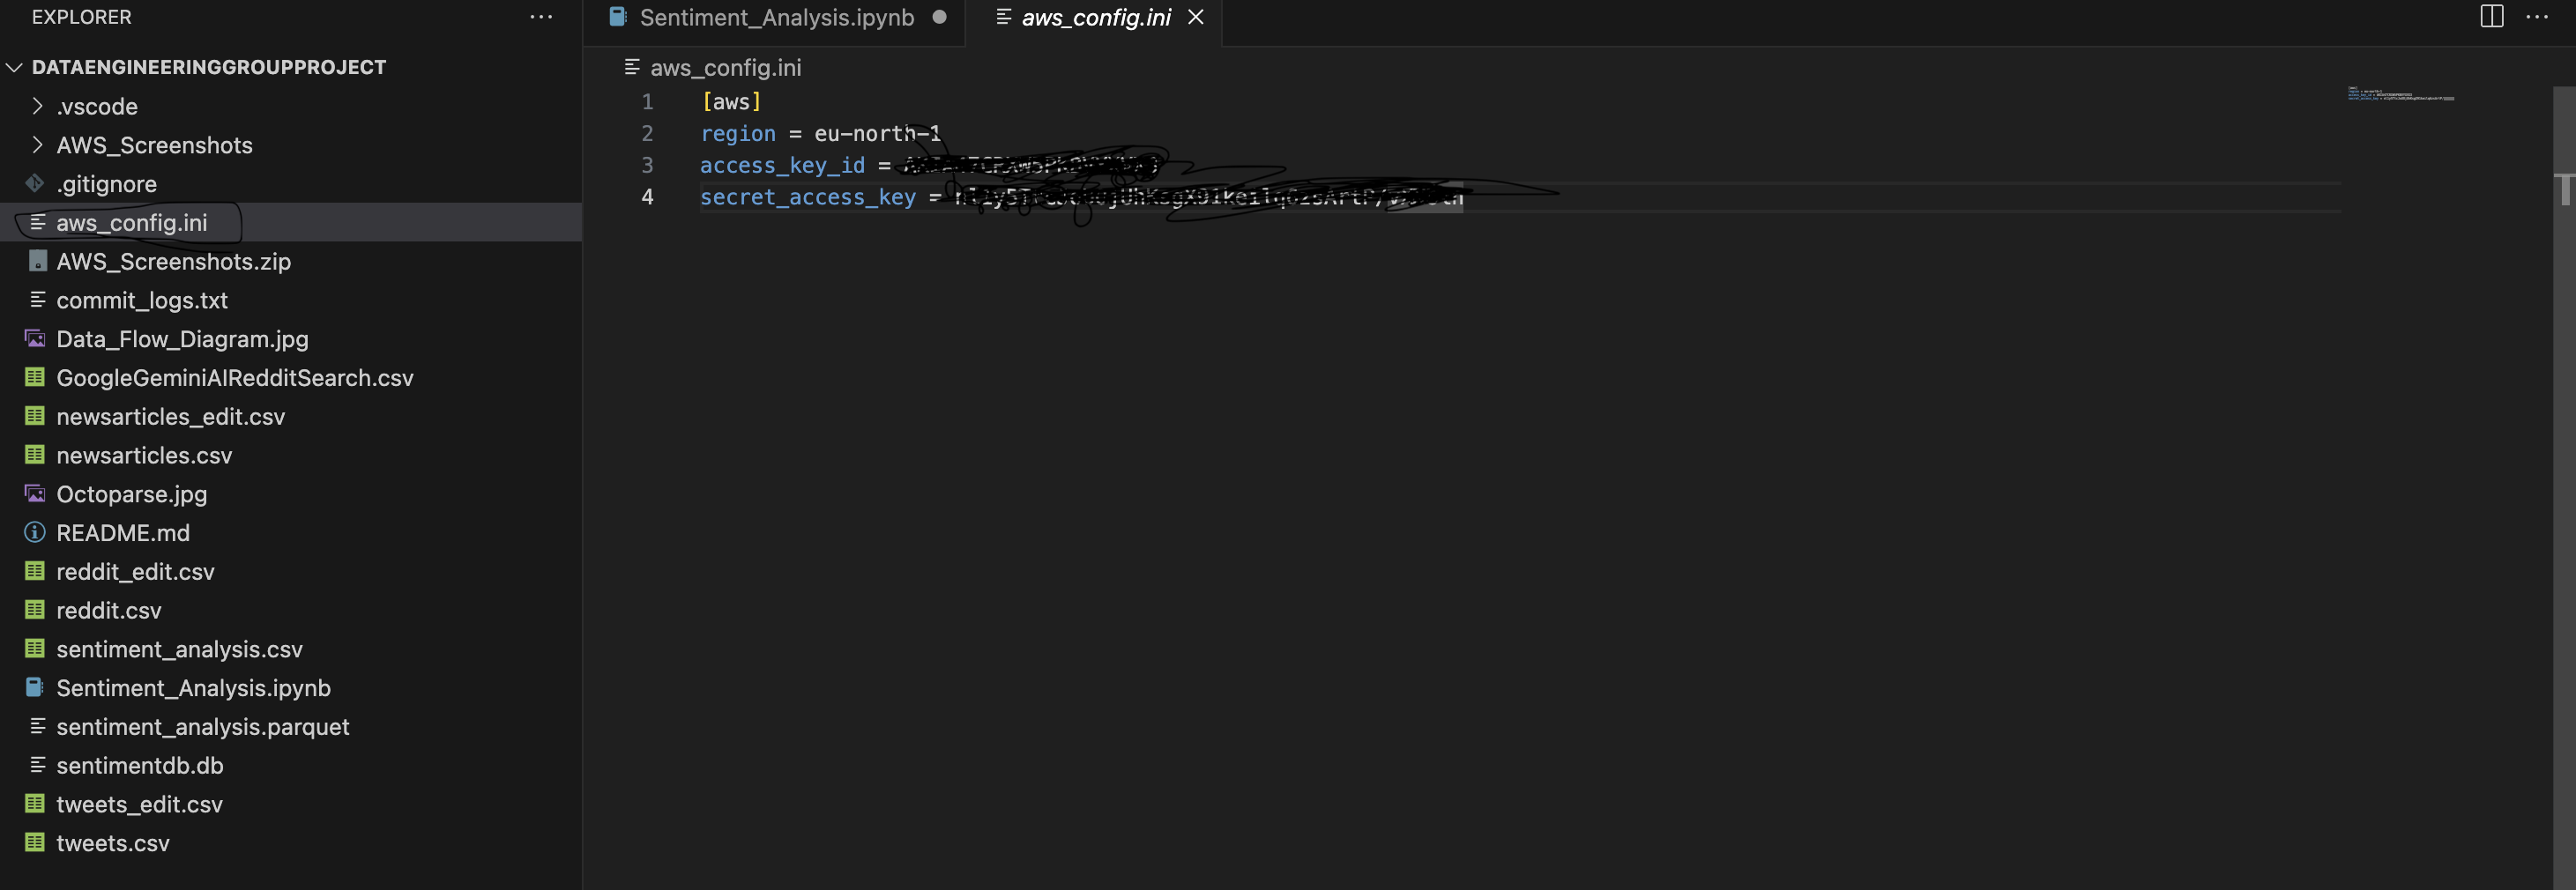 EXPLORER
Sentiment_Analysis.ipynb
aws_config.ini
DATAENGINEERINGGROUPPROJECT
.vscode
AWS_Screenshots
.gitignore
aws_config.ini
AWS_Screenshots.zip
commit_logs.txt
Data_Flow_Diagram.jpg
GoogleGeminiAIRedditSearch.csv
newsarticles_edit.csv
newsarticles.csv
Octoparse.jpg
README.md
reddit_edit.csv
reddit.csv
sentiment_analysis.csv
Sentiment_Analysis.ipynb
sentiment_analysis.parquet
sentimentdb.db
tweets_edit.csv
tweets.csv
aws_config.ini
1 [aws]
2 region = eu-north-1
3 access_key_id =
4 secret_access_key =